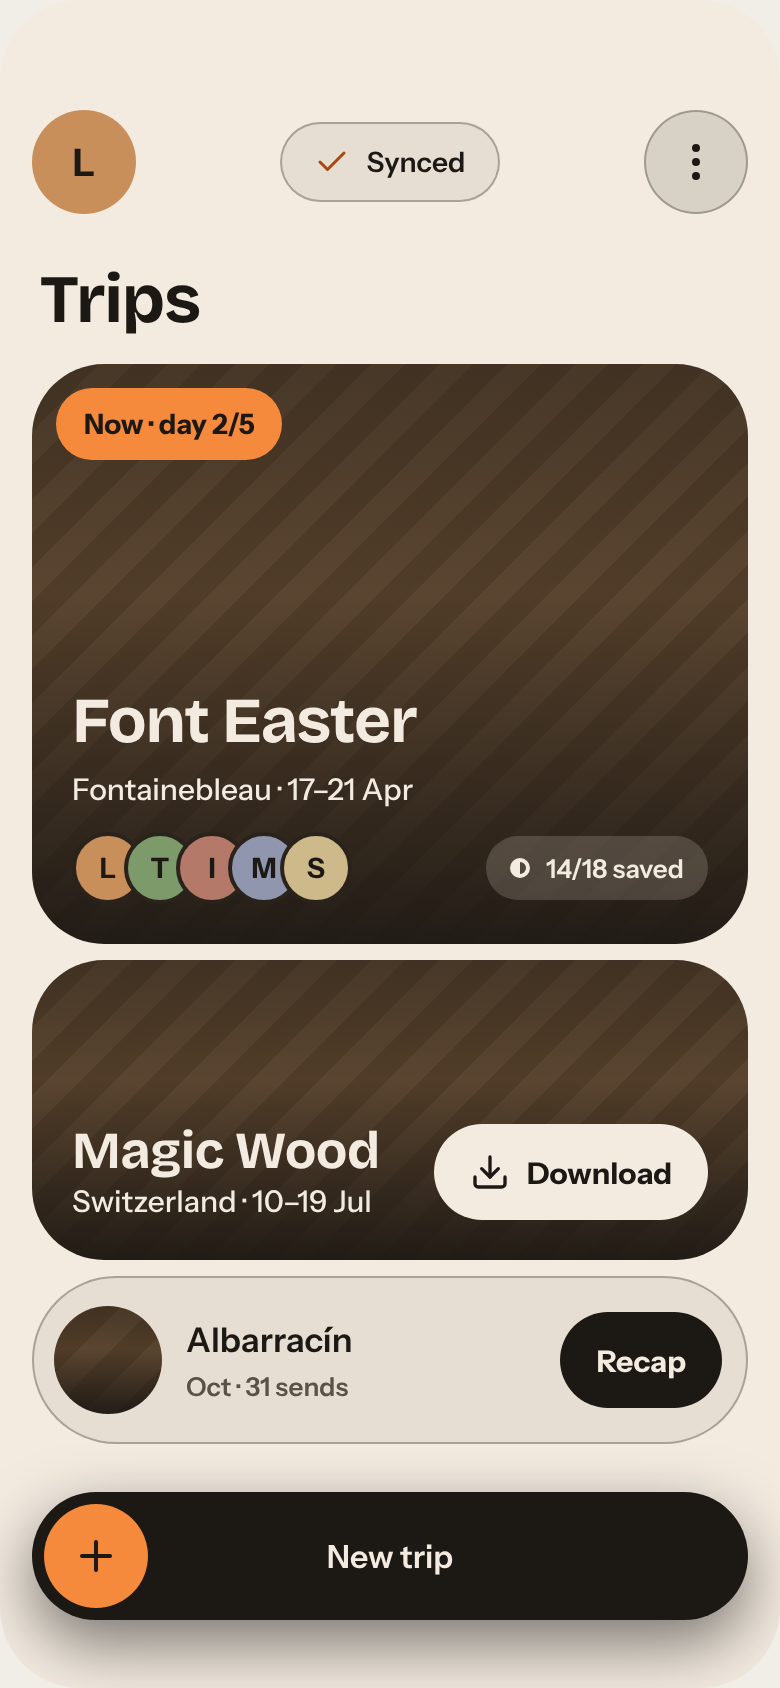 L
Synced
Trips
Now · day 2/5
Font Easter
Fontainebleau · 17–21 Apr
L T I M S
14/18 saved
Magic Wood
Switzerland · 10–19 Jul
Download
Albarracín
Oct · 31 sends
Recap
New trip